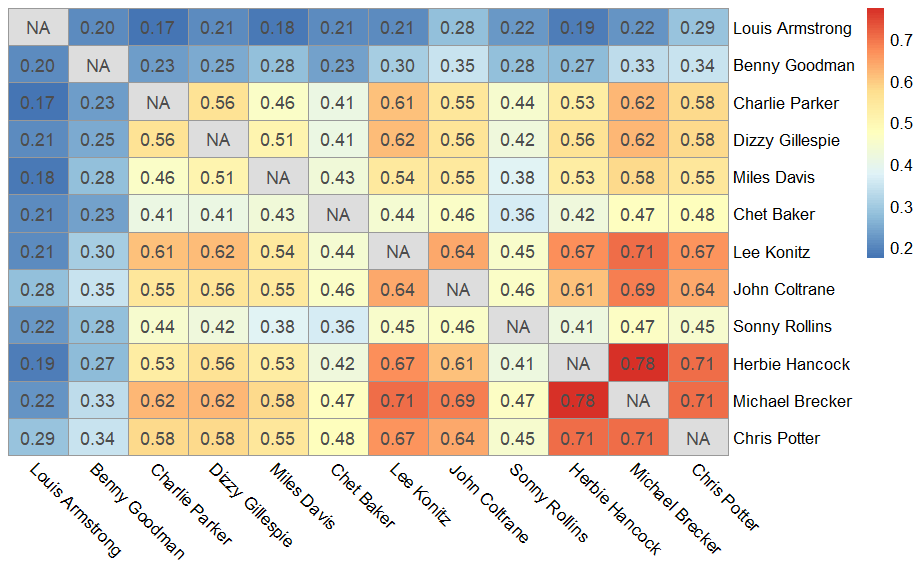 NA 0.20 0.17 0.21 0.18 0.21 0.21 0.28 0.22 0.19 0.22 0.29 Louis Armstrong
0.20 NA 0.23 0.25 0.28 0.23 0.30 0.35 0.28 0.27 0.33 0.34 Benny Goodman
0.17 0.23 NA 0.56 0.46 0.41 0.61 0.55 0.44 0.53 0.62 0.58 Charlie Parker
0.21 0.25 0.56 NA 0.51 0.41 0.62 0.56 0.42 0.56 0.62 0.58 Dizzy Gillespie
0.18 0.28 0.46 0.51 NA 0.43 0.54 0.55 0.38 0.53 0.58 0.55 Miles Davis
0.21 0.23 0.41 0.41 0.43 NA 0.44 0.46 0.36 0.42 0.47 0.48 Chet Baker
0.21 0.30 0.61 0.62 0.54 0.44 NA 0.64 0.45 0.67 0.71 0.67 Lee Konitz
0.28 0.35 0.55 0.56 0.55 0.46 0.64 NA 0.46 0.61 0.69 0.64 John Coltrane
0.22 0.28 0.44 0.42 0.38 0.36 0.45 0.46 NA 0.41 0.47 0.45 Sonny Rollins
0.19 0.27 0.53 0.56 0.53 0.42 0.67 0.61 0.41 NA 0.78 0.71 Herbie Hancock
0.22 0.33 0.62 0.62 0.58 0.47 0.71 0.69 0.47 0.78 NA 0.71 Michael Brecker
0.29 0.34 0.58 0.58 0.55 0.48 0.67 0.64 0.45 0.71 0.71 NA Chris Potter
Louis Armstrong
Benny Goodman
Charlie Parker
Dizzy Gillespie
Miles Davis
Chet Baker
Lee Konitz
John Coltrane
Sonny Rollins
Herbie Hancock
Michael Brecker
Chris Potter
0.7
0.6
0.5
0.4
0.3
0.2